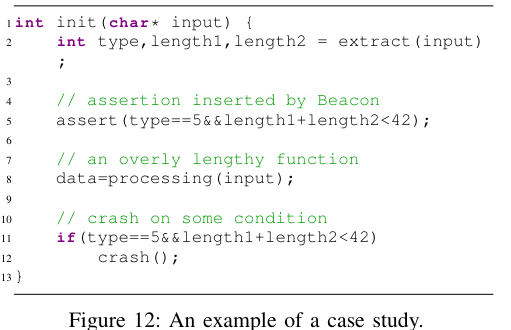 1 int init(char* input) {
2     int type,length1,length2 = extract(input)
    ;
3
4     // assertion inserted by Beacon
5     assert(type==5&&length1+length2<42);
6
7     // an overly lengthy function
8     data=processing(input);
9
10     // crash on some condition
11     if(type==5&&length1+length2<42)
12         crash();
13 }
Figure 12: An example of a case study.